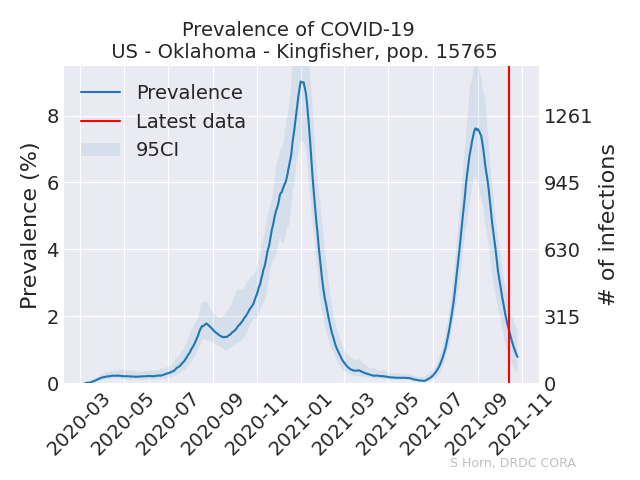 Prevalence of COVID-19
US - Oklahoma - Kingfisher, pop. 15765
Prevalence
Latest data
95CI
Prevalence (%)
8
6
4
2
0
1261
945
630
315
0
# of infections
2020-03
2020-05
2020-07
2020-09
2020-11
2021-01
2021-03
2021-05
2021-07
2021-09
2021-11
S Horn, DRDC CORA